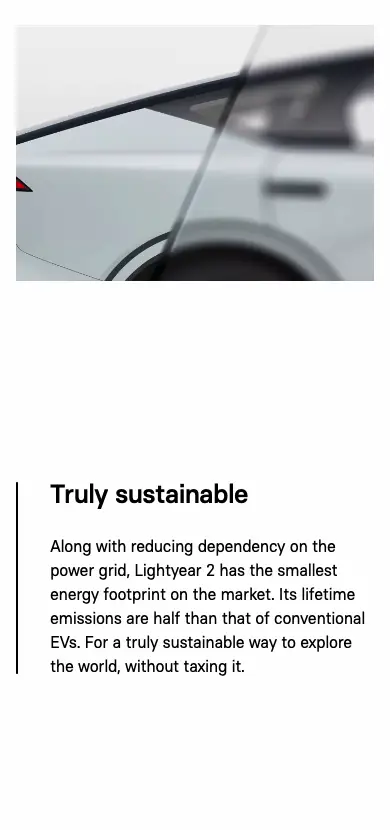 Truly sustainable
Along with reducing dependency on the
power grid, Lightyear 2 has the smallest
energy footprint on the market. Its lifetime
emissions are half than that of conventional
EVs. For a truly sustainable way to explore
the world, without taxing it.